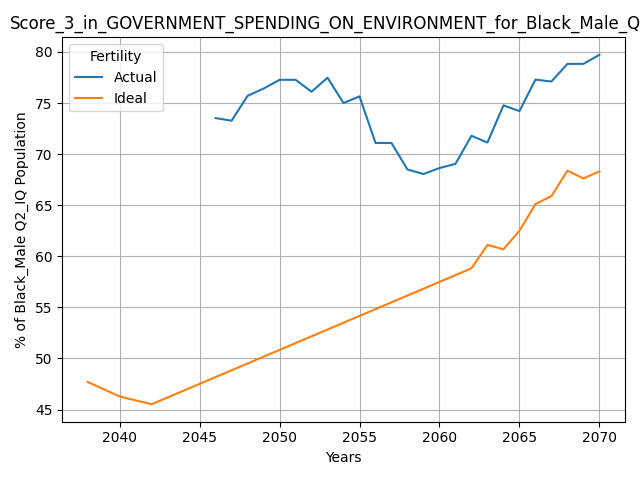 Score_3_in_GOVERNMENT_SPENDING_ON_ENVIRONMENT_for_Black_Male_Q
Fertility
Actual
Ideal
% of Black_Male Q2_IQ Population
80
75
70
65
60
55
50
45
2040 2045 2050 2055 2060 2065 2070
Years